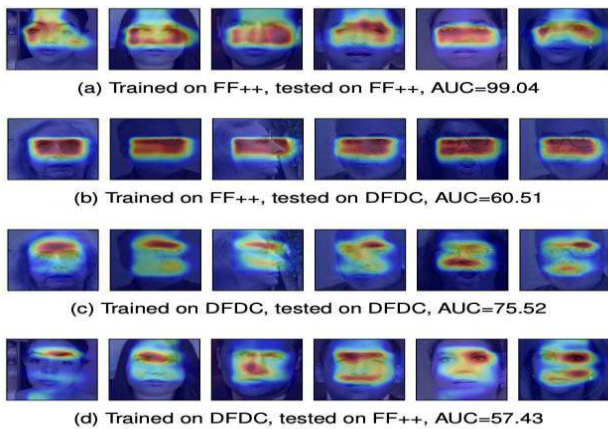 (a) Trained on FF++, tested on FF++, AUC=99.04
(b) Trained on FF++, tested on DFDC, AUC=60.51
(c) Trained on DFDC, tested on DFDC, AUC=75.52
(d) Trained on DFDC, tested on FF++, AUC=57.43